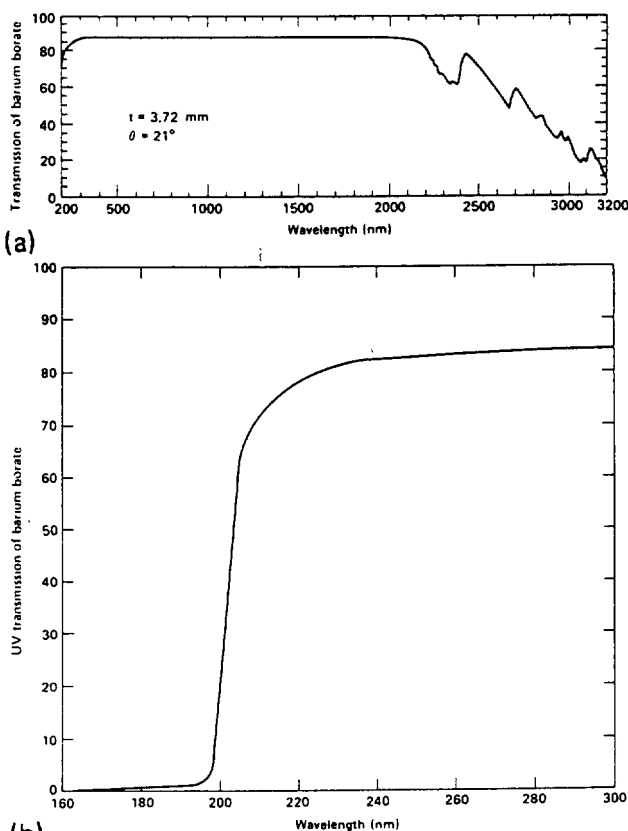 Transmission of barium borate
100
80
60
40
20
0
t = 3.72 mm
θ = 21°
200 500 1000 1500 2000 2500 3000 3200
Wavelength (nm)
(a)
UV transmission of barium borate
100
90
80
70
60
50
40
30
20
10
0
160 180 200 220 240 260 280 300
Wavelength (nm)
(b)